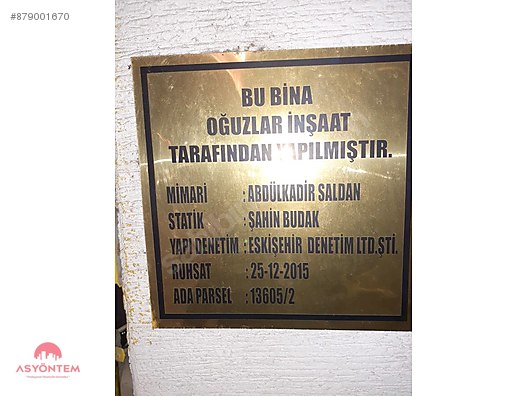 #879001670
BU BİNA
OĞUZLAR İNŞAAT
TARAFINDAN YAPILMIŞTIR.
MİMARİ : ABDÜLKADİR SALDAN
STATİK : ŞAHİN BUDAK
YAPI DENETİM : ESKİŞEHİR DENETİM LTD.ŞTİ.
RUHSAT : 25-12-2015
ADA PARSEL : 13605/2
ASYÖNTEM